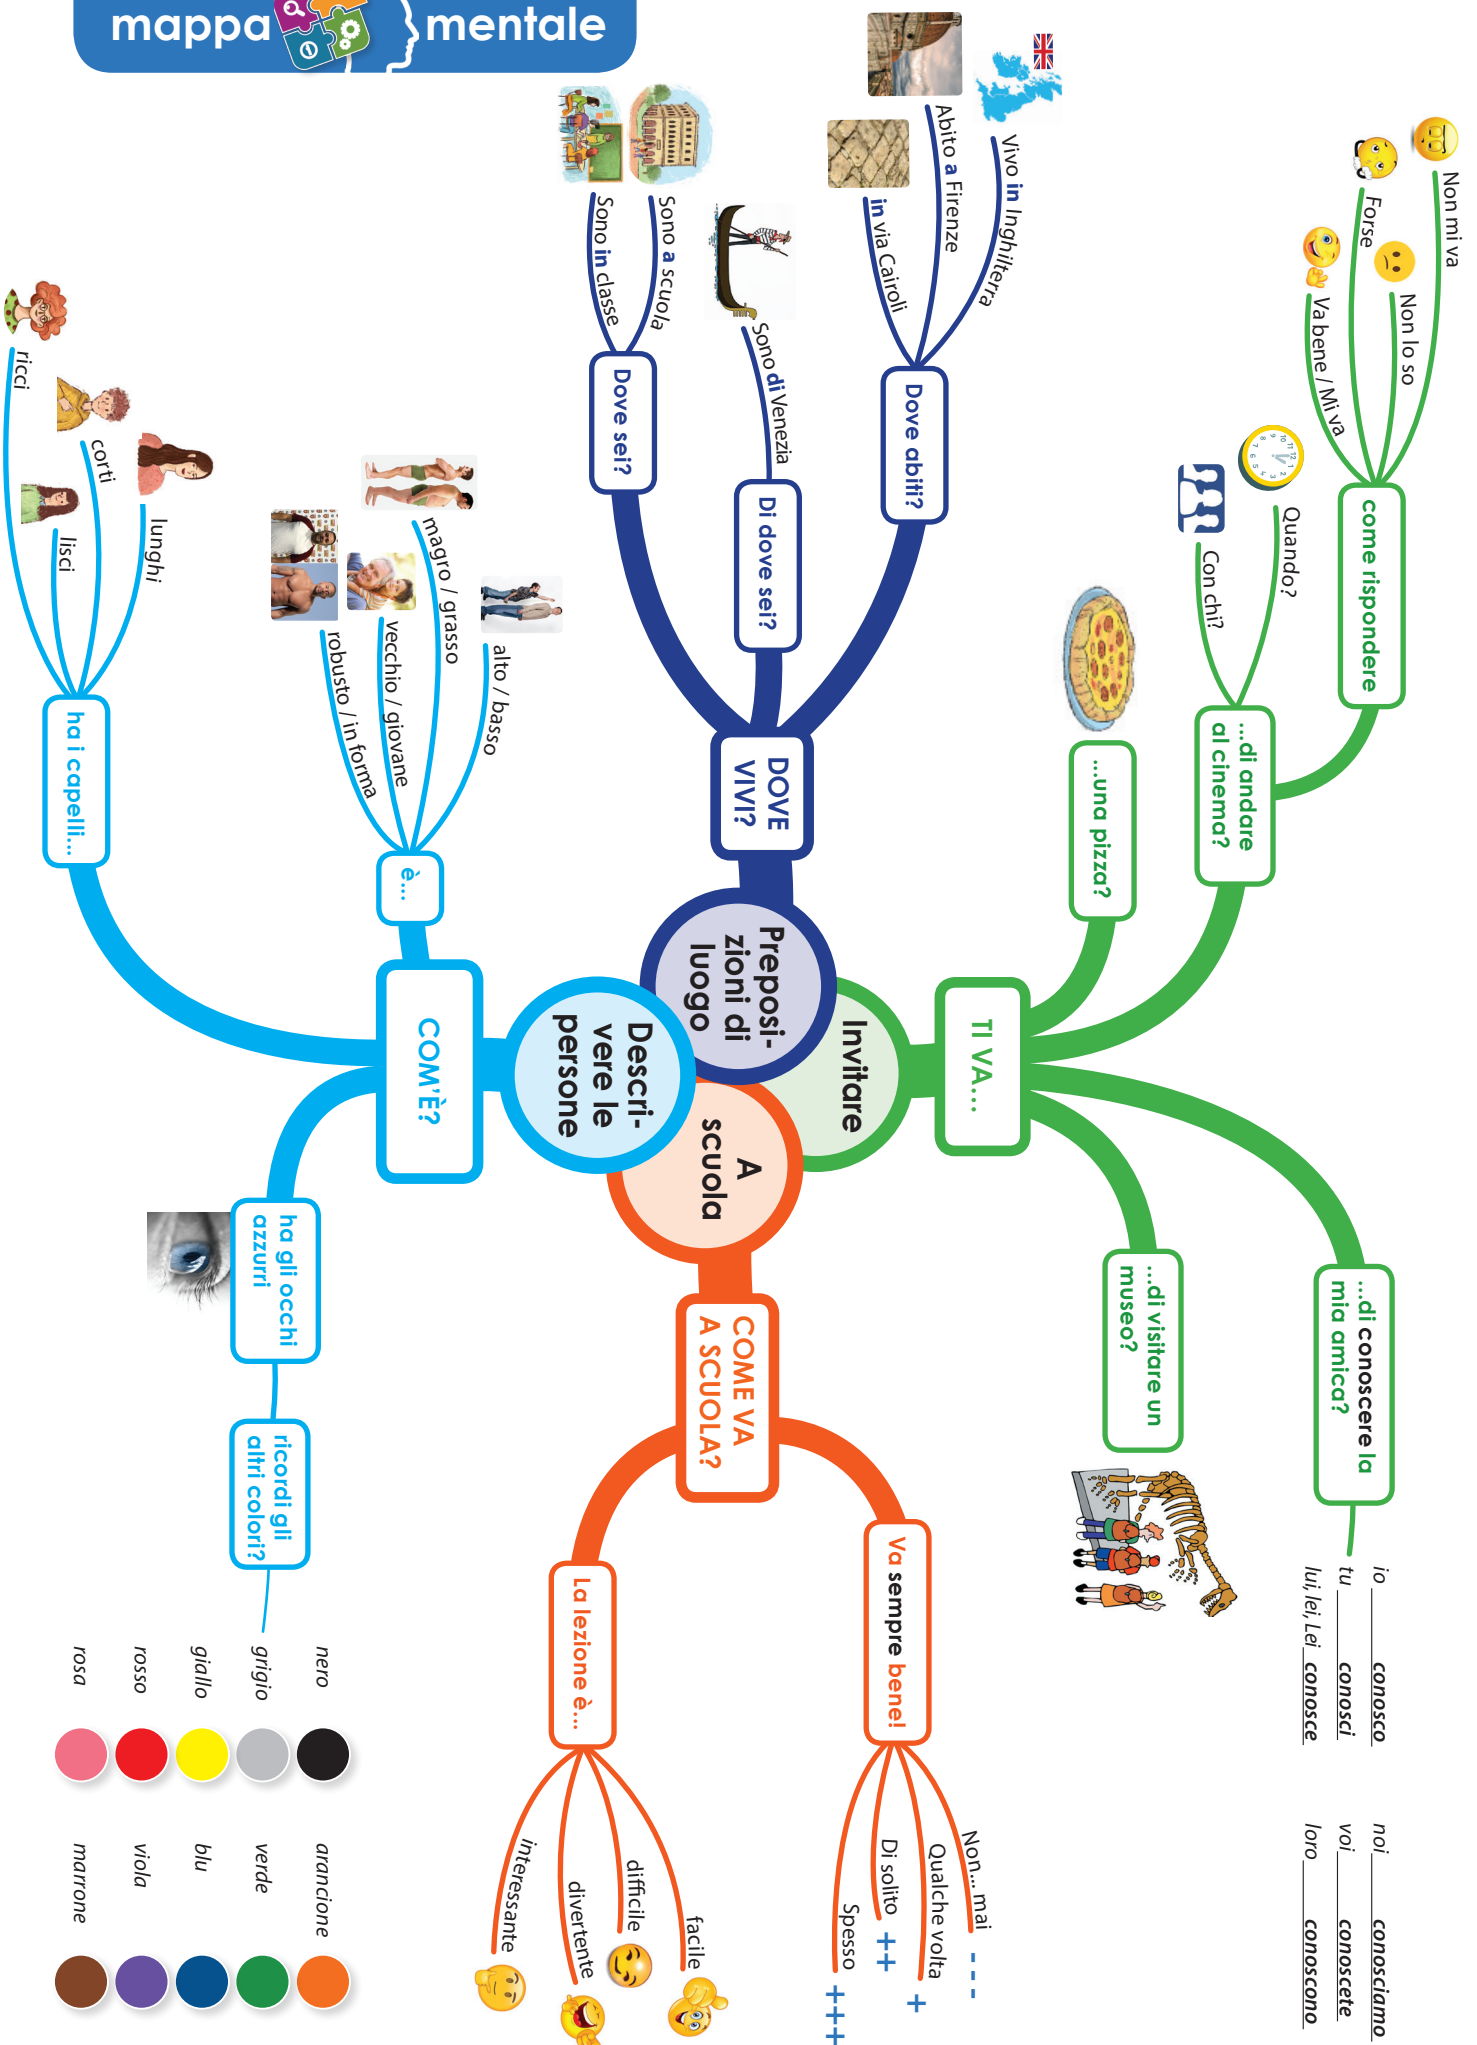 mappa mentale
Non mi va
Forse
Non lo so
Va bene / Mi va
come rispondere
Quando?
Con chi?
...di andare
al cinema?
...una pizza?
TI VA...
...di visitare un
museo?
...di conoscere la
mia amica?
io conosco
tu conosci
lui, lei, Lei conosce
noi conosciamo
voi conoscete
loro conoscono
Invitare
Vivo in Inghilterra
Abito a Firenze
in via Cairoli
Dove abiti?
Sono di Venezia
Di dove sei?
Sono a scuola
Sono in classe
Dove sei?
DOVE
VIVI?
Preposi-
zioni di
luogo
A
scuola
COME VA
A SCUOLA?
Va sempre bene!
Non... mai - - -
Qualche volta +
Di solito ++
Spesso +++
La lezione è...
facile
difficile
divertente
interessante
Descri-
vere le
persone
COM'È?
è...
alto / basso
magro / grasso
vecchio / giovane
robusto / in forma
ha i capelli...
lunghi
corti
lisci
ricci
ha gli occhi
azzurri
ricordi gli
altri colori?
nero
grigio
giallo
rosso
rosa
arancione
verde
blu
viola
marrone